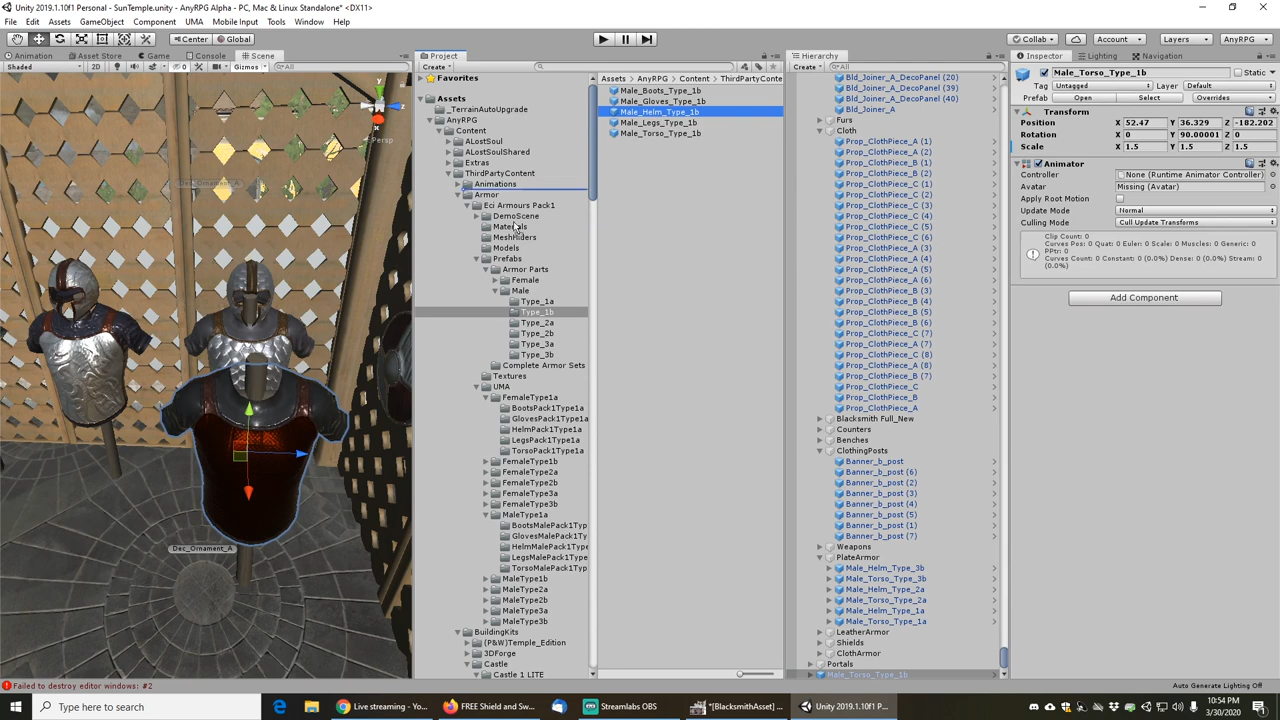 Unity 2019.1.10f1 Personal - SunTemple.unity - AnyRPG Alpha - PC, Mac & Linux Standalone* <DX11>
File Edit Assets GameObject Component UMA Mobile Input Tools Window Help
Center Global Collab Account Layers AnyRPG
Animation Asset Store Game Console Scene Project Hierarchy Inspector Lighting Navigation
Shaded 2D 0 Gizmos All
Create
Create All
y
z
x
Persp
Dec_Ornament_A
Dec_Ornament_A
Favorites
Assets
_TerrainAutoUpgrade
AnyRPG
Content
ALostSoul
ALostSoulShared
Extras
ThirdPartyContent
Animations
Armor
Eci Armours Pack1
DemoScene
Materials
MeshHiders
Models
Prefabs
Armor Parts
Female
Male
Type_1a
Type_1b
Type_2a
Type_2b
Type_3a
Type_3b
Complete Armor Sets
Textures
UMA
FemaleType1a
BootsPack1Type1a
GlovesPack1Type1a
HelmPack1Type1a
LegsPack1Type1a
TorsoPack1Type1a
FemaleType1b
FemaleType2a
FemaleType2b
FemaleType3a
FemaleType3b
MaleType1a
BootsMalePack1Typ
GlovesMalePack1Typ
HelmMalePack1Type
LegsMalePack1Type
TorsoMalePack1Typ
MaleType1b
MaleType2a
MaleType2b
MaleType3a
MaleType3b
BuildingKits
(P&W)Temple_Edition
3DForge
Castle
Castle 1 LITE
Assets AnyRPG Content ThirdPartyConte
Male_Boots_Type_1b
Male_Gloves_Type_1b
Male_Helm_Type_1b
Male_Legs_Type_1b
Male_Torso_Type_1b
Bld_Joiner_A_DecoPanel (20)
Bld_Joiner_A_DecoPanel (39)
Bld_Joiner_A_DecoPanel (40)
Bld_Joiner_A
Furs
Cloth
Prop_ClothPiece_A (1)
Prop_ClothPiece_A (2)
Prop_ClothPiece_B (1)
Prop_ClothPiece_B (2)
Prop_ClothPiece_C (1)
Prop_ClothPiece_C (2)
Prop_ClothPiece_C (3)
Prop_ClothPiece_C (4)
Prop_ClothPiece_C (5)
Prop_ClothPiece_C (6)
Prop_ClothPiece_A (3)
Prop_ClothPiece_A (4)
Prop_ClothPiece_A (5)
Prop_ClothPiece_A (6)
Prop_ClothPiece_B (3)
Prop_ClothPiece_B (4)
Prop_ClothPiece_B (5)
Prop_ClothPiece_B (6)
Prop_ClothPiece_C (7)
Prop_ClothPiece_A (7)
Prop_ClothPiece_C (8)
Prop_ClothPiece_A (8)
Prop_ClothPiece_B (7)
Prop_ClothPiece_C
Prop_ClothPiece_B
Prop_ClothPiece_A
Blacksmith Full_New
Counters
Benches
ClothingPosts
Banner_b_post
Banner_b_post (6)
Banner_b_post (2)
Banner_b_post (3)
Banner_b_post (4)
Banner_b_post (5)
Banner_b_post (1)
Banner_b_post (7)
Weapons
PlateArmor
Male_Helm_Type_3b
Male_Torso_Type_3b
Male_Helm_Type_2a
Male_Torso_Type_2a
Male_Helm_Type_1a
Male_Torso_Type_1a
LeatherArmor
Shields
ClothArmor
Portals
Male_Torso_Type_1b
Male_Torso_Type_1b Static
Tag Untagged Layer Default
Prefab Open Select Overrides
Transform
Position X 52.47 Y 36.329 Z -182.202
Rotation X 0 Y 90.00001 Z 0
Scale X 1.5 Y 1.5 Z 1.5
Animator
Controller None (Runtime Animator Controller)
Avatar Missing (Avatar)
Apply Root Motion
Update Mode Normal
Culling Mode Cull Update Transforms
Clip Count: 0
Curves Pos: 0 Quat: 0 Euler: 0 Scale: 0 Muscles: 0 Generic: 0
PPtr: 0
Curves Count: 0 Constant: 0 (0.0%) Dense: 0 (0.0%) Stream: 0
(0.0%)
Add Component
Failed to destroy editor windows: #2
Auto Generate Lighting Off
Type here to search
Live streaming - Yo...
FREE Shield and Sw...
Streamlabs OBS
*[BlacksmithAsset] ...
Unity 2019.1.10f1 P...
10:54 PM
3/30/2020